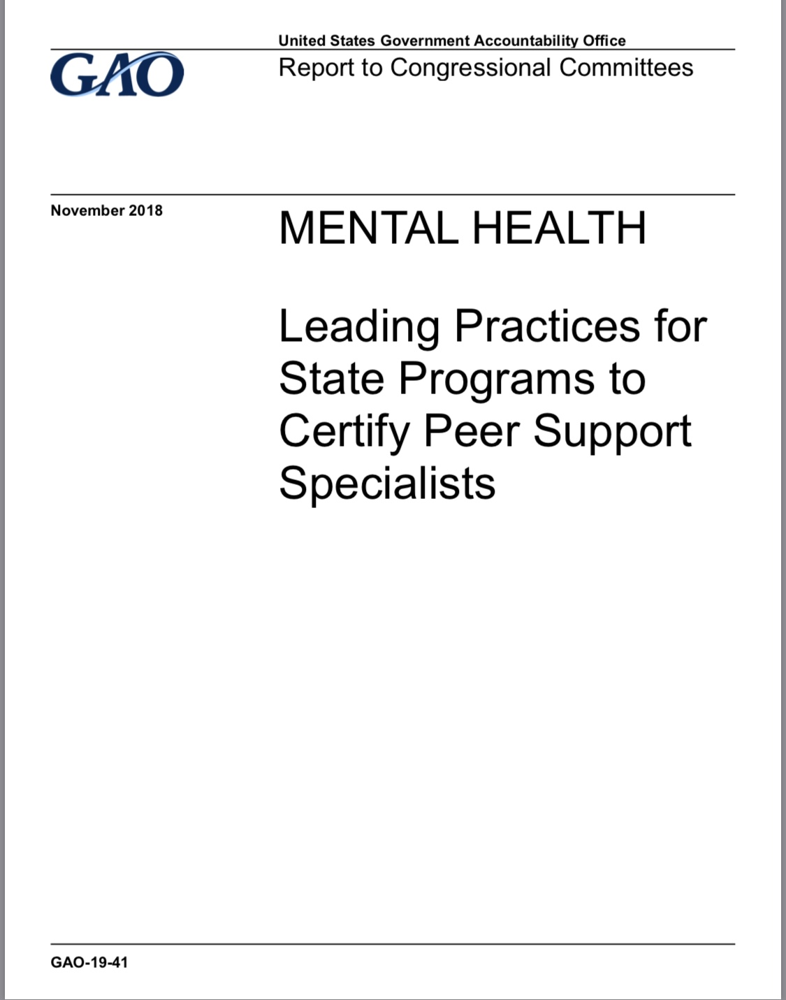 United States Government Accountability Office
GAO
Report to Congressional Committees
November 2018
MENTAL HEALTH
Leading Practices for
State Programs to
Certify Peer Support
Specialists
GAO-19-41